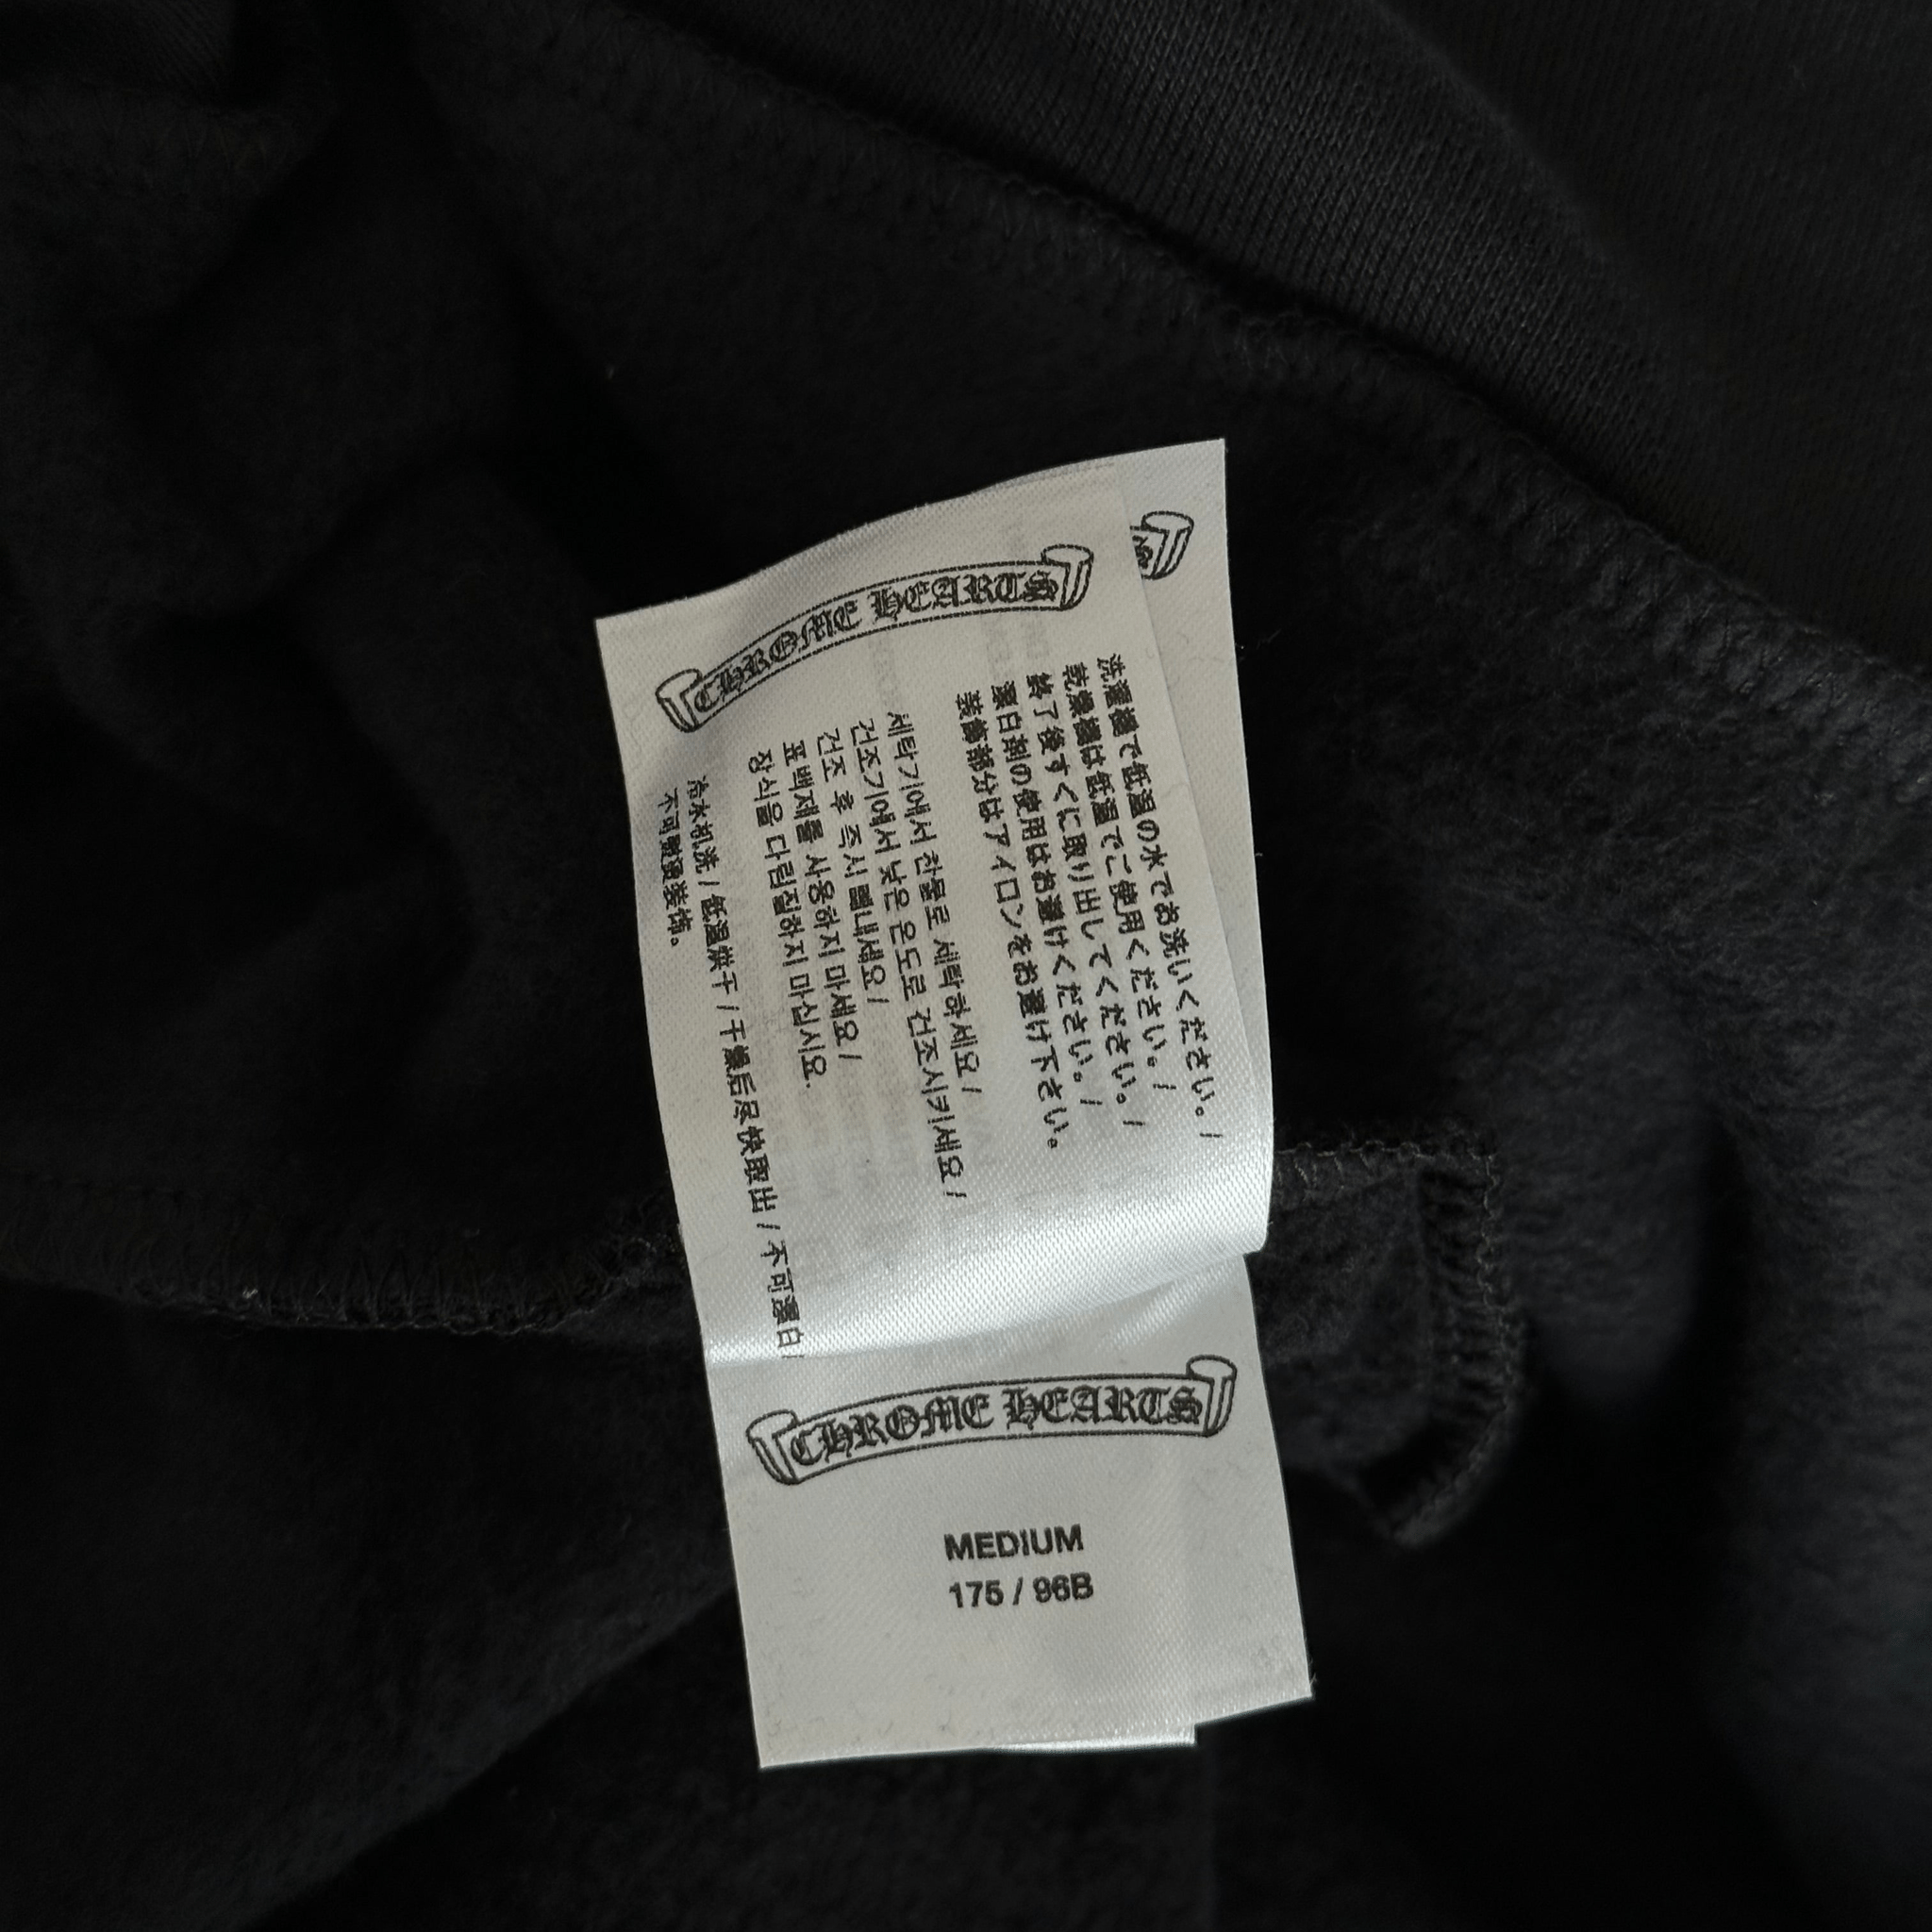 CHROME HEARTS
洗濯機で低温の水でお洗いください。/
乾燥機は低温でご使用ください。/
終了後すぐに取り出してください。/
漂白剤の使用はお避けください。/
装飾部分はアイロンをお避け下さい。
세탁기에서 찬물로 세탁하세요 /
건조기에서 낮은 온도로 건조시키세요 /
건조 후 즉시 꺼내세요 /
표백제를 사용하지 마세요 /
장식을 다림질하지 마십시요.
冷水机洗 / 低温烘干 / 干燥后尽快取出 / 不可漂白 /
不可熨烫装饰。
CHROME HEARTS
MEDIUM
175 / 96B